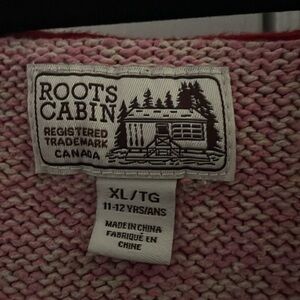 ROOTS
CABIN
REGISTERED
TRADEMARK
CANADA
XL/TG
11-12 YRS/ANS
MADE IN CHINA
FABRIQUÉ EN
CHINE